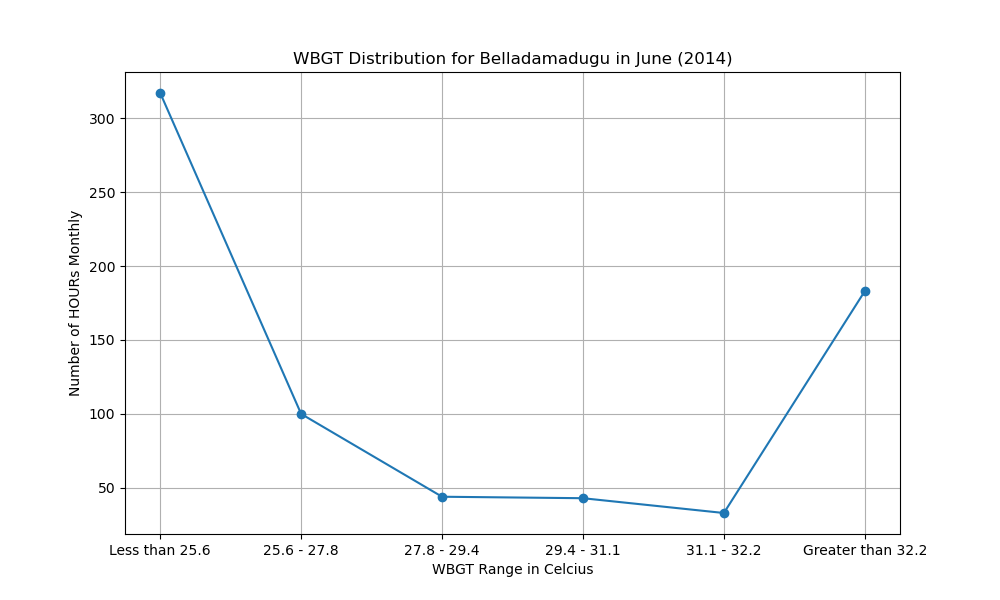 WBGT Distribution for Belladamadugu in June (2014)
Number of HOURs Monthly
300
250
200
150
100
50
Less than 25.6
25.6 - 27.8
27.8 - 29.4
29.4 - 31.1
31.1 - 32.2
Greater than 32.2
WBGT Range in Celcius